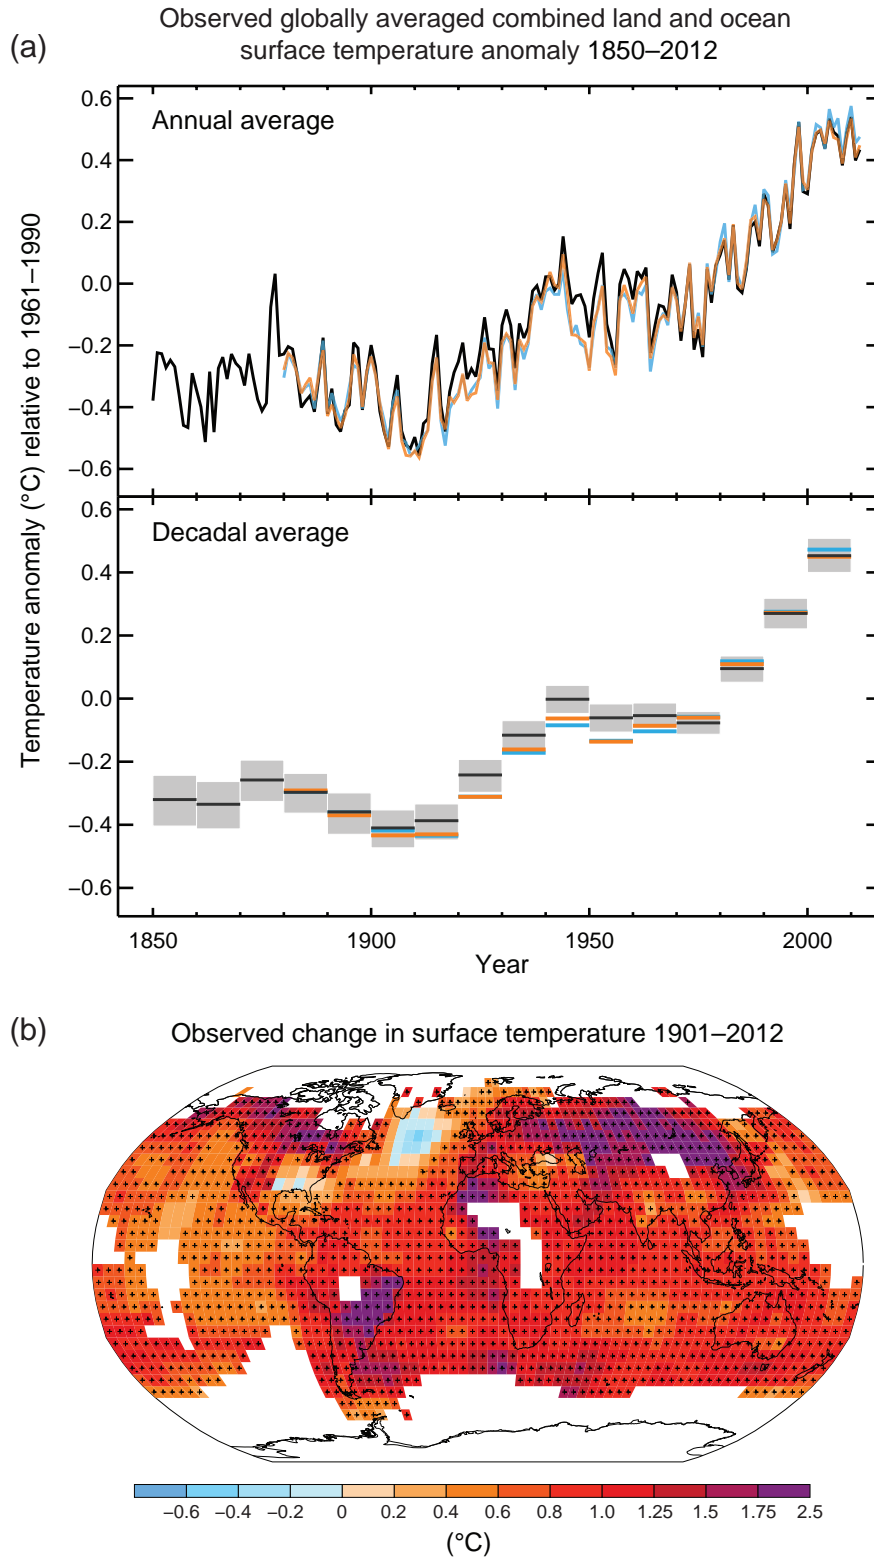 Observed globally averaged combined land and ocean
(a)
surface temperature anomaly 1850–2012
Temperature anomaly (°C) relative to 1961–1990
Annual average
0.6
0.4
0.2
0.0
−0.2
−0.4
−0.6
Decadal average
0.6
0.4
0.2
0.0
−0.2
−0.4
−0.6
1850 1900 1950 2000
Year
(b)
Observed change in surface temperature 1901–2012
−0.6 −0.4 −0.2 0 0.2 0.4 0.6 0.8 1.0 1.25 1.5 1.75 2.5
(°C)